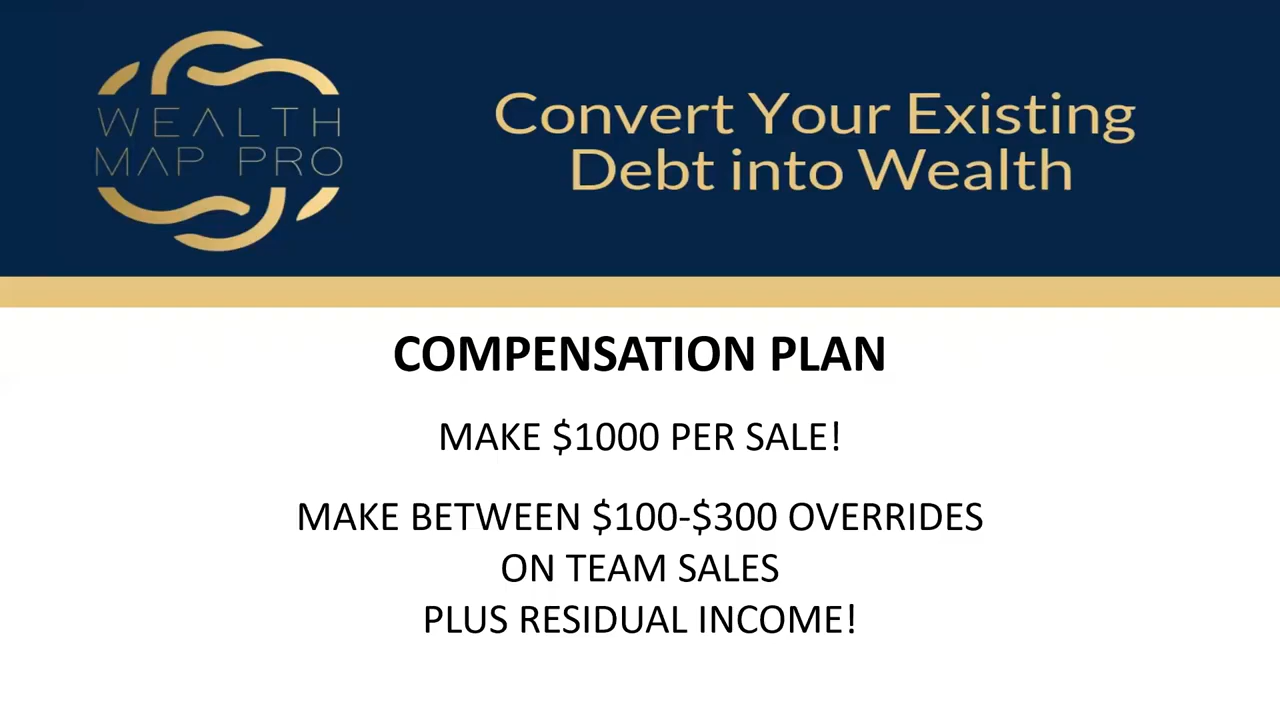 WEALTH
MAP PRO
Convert Your Existing
Debt into Wealth
COMPENSATION PLAN
MAKE $1000 PER SALE!
MAKE BETWEEN $100-$300 OVERRIDES
ON TEAM SALES
PLUS RESIDUAL INCOME!